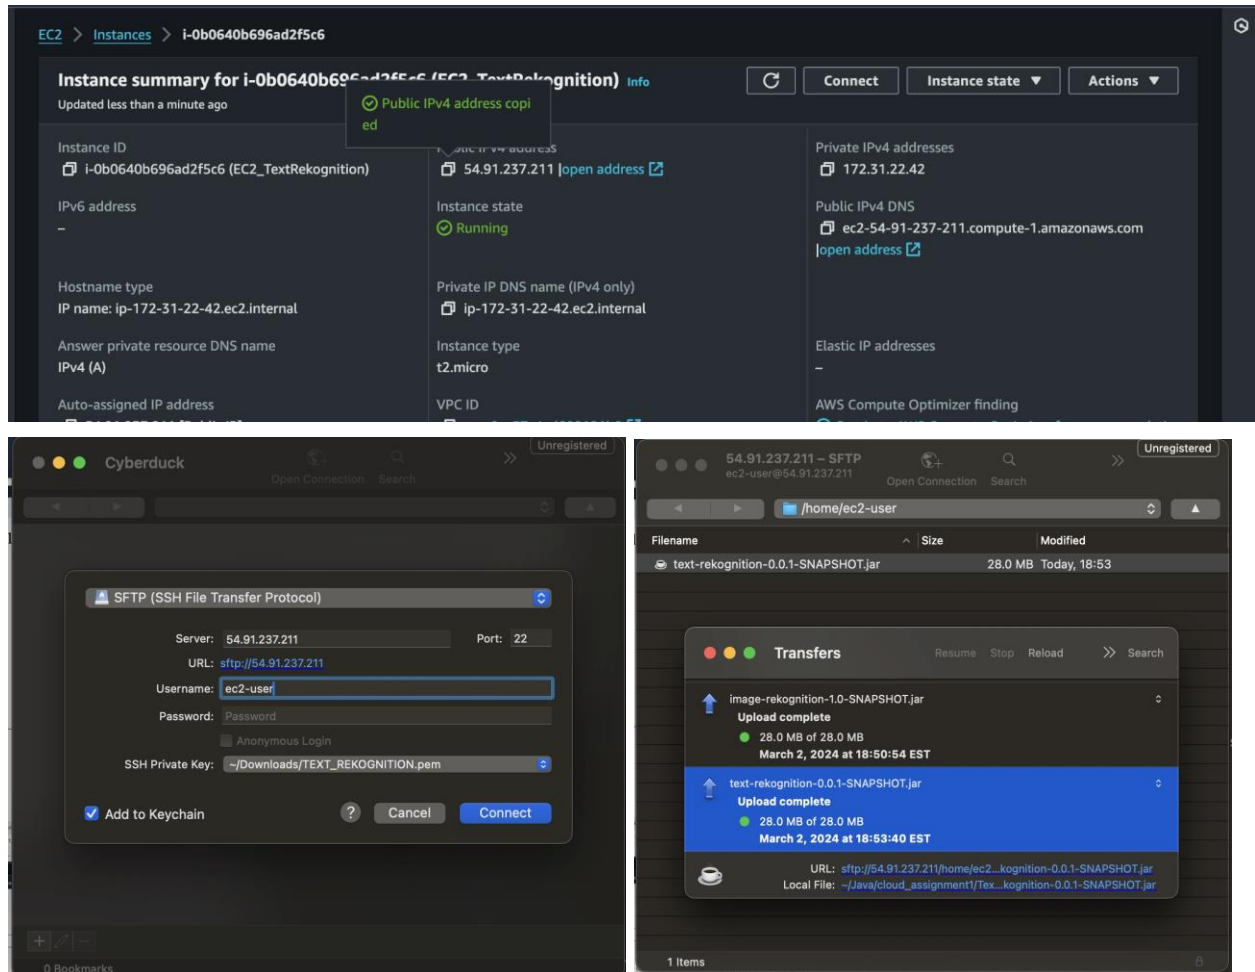 EC2 > Instances > i-0b0640b696ad2f5c6
Instance summary for i-0b0640b696ad2f5c6 (EC2_TextRekognition) Info
Connect
Instance state ▼
Actions ▼
Updated less than a minute ago
Public IPv4 address copi
ed
Instance ID
i-0b0640b696ad2f5c6 (EC2_TextRekognition)
Public IPv4 address
54.91.237.211 |open address
Private IPv4 addresses
172.31.22.42
IPv6 address
–
Instance state
Running
Public IPv4 DNS
ec2-54-91-237-211.compute-1.amazonaws.com
|open address
Hostname type
IP name: ip-172-31-22-42.ec2.internal
Private IP DNS name (IPv4 only)
ip-172-31-22-42.ec2.internal
Answer private resource DNS name
IPv4 (A)
Instance type
t2.micro
Elastic IP addresses
–
Auto-assigned IP address
VPC ID
AWS Compute Optimizer finding
Cyberduck
Open Connection
Search
Unregistered
SFTP (SSH File Transfer Protocol)
Server: 54.91.237.211
Port: 22
URL: sftp://54.91.237.211
Username: ec2-user
Password: Password
Anonymous Login
SSH Private Key: ~/Downloads/TEXT_REKOGNITION.pem
Add to Keychain
?
Cancel
Connect
0 Bookmarks
54.91.237.211 – SFTP
ec2-user@54.91.237.211
Open Connection
Search
Unregistered
/home/ec2-user
Filename
Size
Modified
text-rekognition-0.0.1-SNAPSHOT.jar
28.0 MB
Today, 18:53
Transfers
Resume
Stop
Reload
Search
image-rekognition-1.0-SNAPSHOT.jar
Upload complete
28.0 MB of 28.0 MB
March 2, 2024 at 18:50:54 EST
text-rekognition-0.0.1-SNAPSHOT.jar
Upload complete
28.0 MB of 28.0 MB
March 2, 2024 at 18:53:40 EST
URL: sftp://54.91.237.211/home/ec2...kognition-0.0.1-SNAPSHOT.jar
Local File: ~/Java/cloud_assignment1/Tex...kognition-0.0.1-SNAPSHOT.jar
1 Items